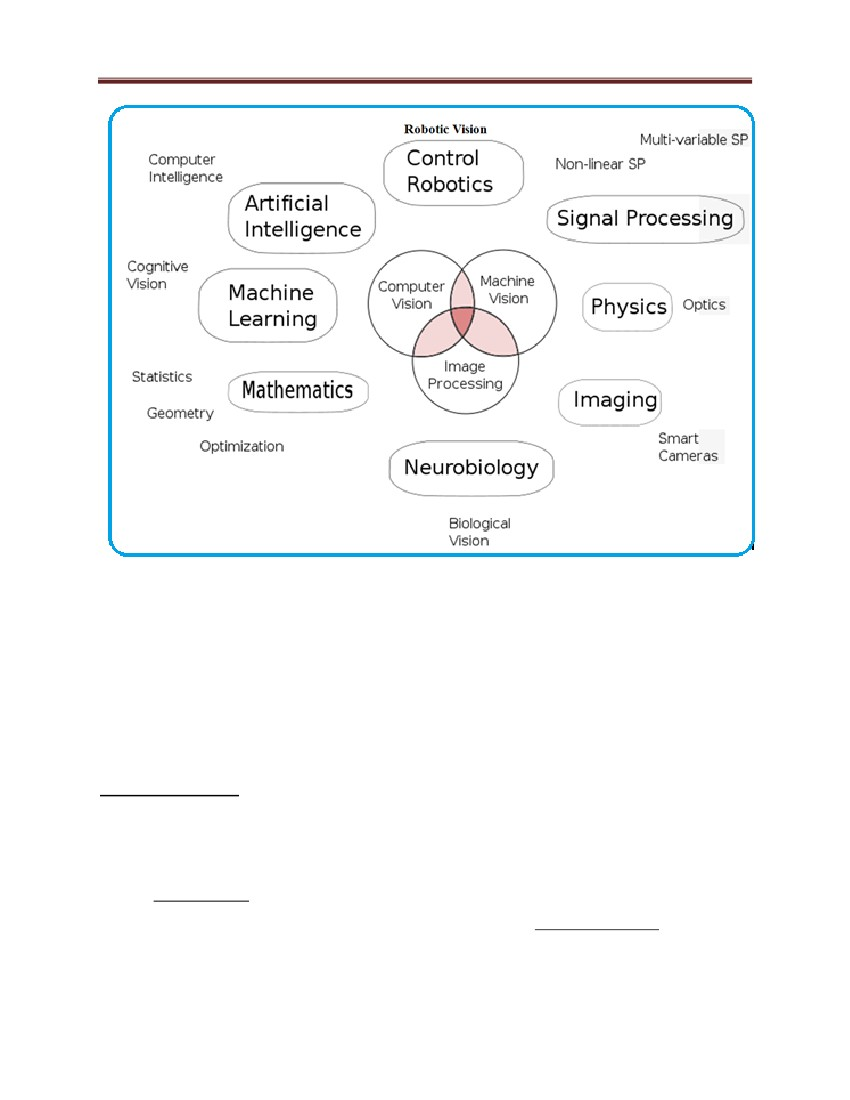 Robotic Vision
Multi-variable SP
Computer
Intelligence
Control
Robotics
Non-linear SP
Artificial
Intelligence
Signal Processing
Cognitive
Vision
Machine
Learning
Computer
Vision
Machine
Vision
Physics
Optics
Image
Processing
Statistics
Mathematics
Geometry
Imaging
Optimization
Smart
Cameras
Neurobiology
Biological
Vision